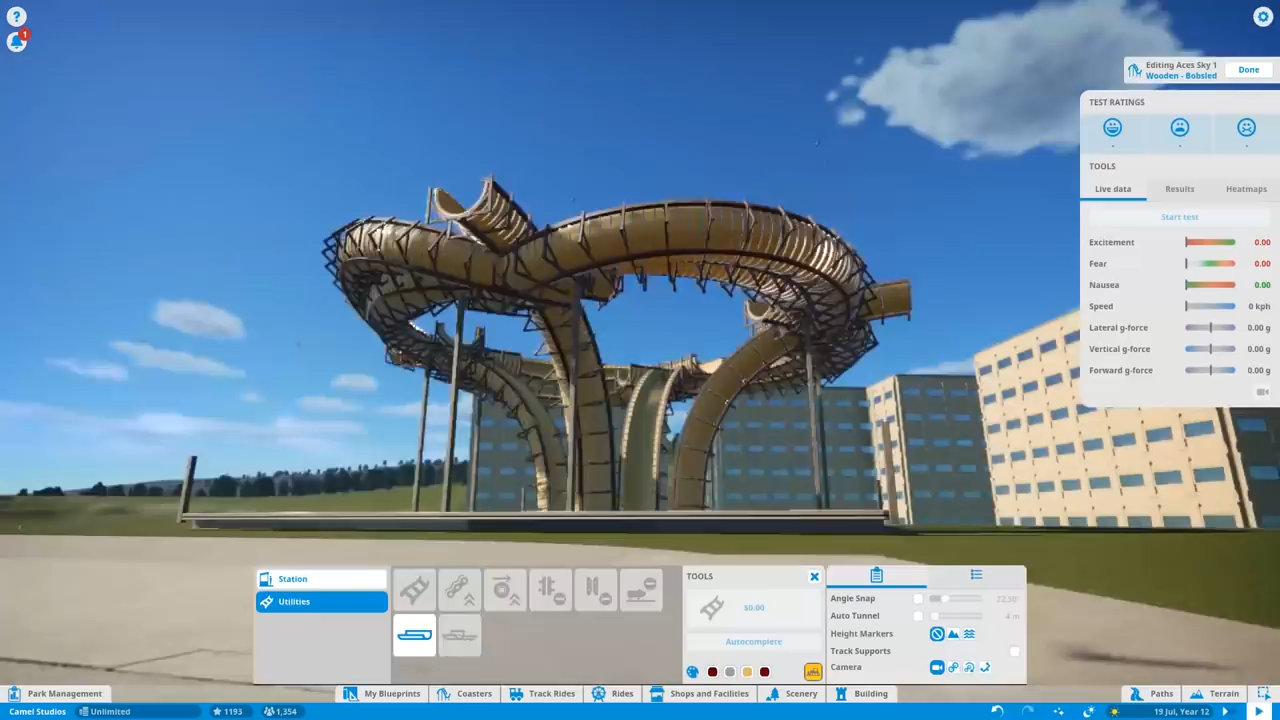 ?
1
Editing Aces Sky 1
Wooden - Bobsled
Done
TEST RATINGS
-
-
-
TOOLS
Live data
Results
Heatmaps
Start test
Excitement 0.00
Fear 0.00
Nausea 0.00
Speed 0 kph
Lateral g-force 0.00 g
Vertical g-force 0.00 g
Forward g-force 0.00 g
Station
Utilities
TOOLS
$0.00
Autocomplete
Angle Snap 22.50°
Auto Tunnel 4 m
Height Markers
Track Supports
Camera
Park Management
My Blueprints
Coasters
Track Rides
Rides
Shops and Facilities
Scenery
Building
Paths
Terrain
Camel Studios
Unlimited
1193
1,354
19 Jul, Year 12